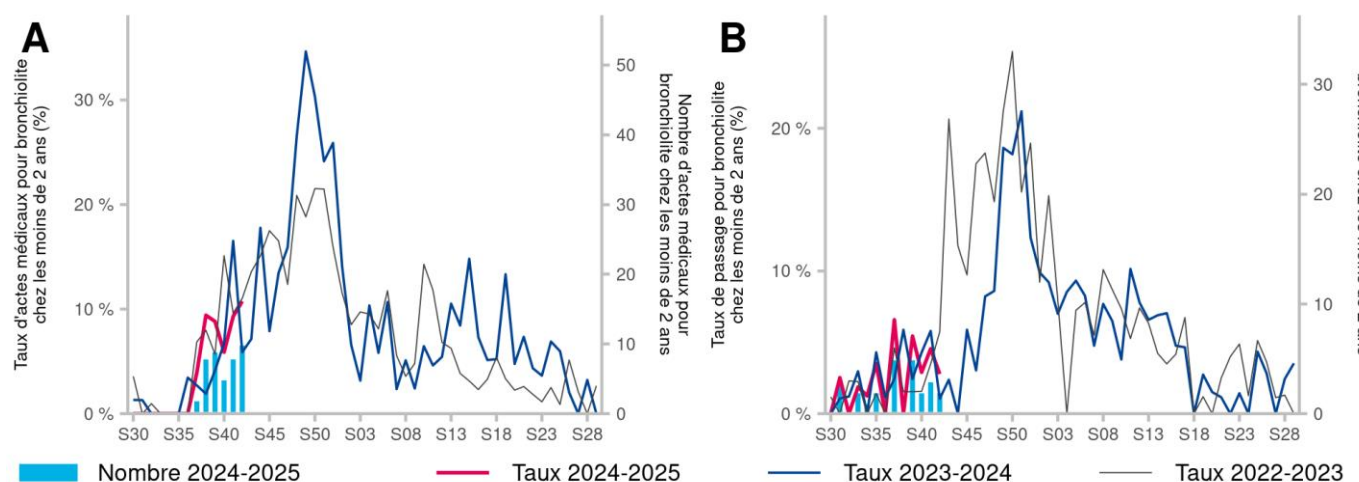 A
Taux d'actes médicaux pour bronchiolite
chez les moins de 2 ans (%)
30 %
20 %
10 %
0 %
S30 S35 S40 S45 S50 S03 S08 S13 S18 S23 S28
50
40
30
20
10
0
Nombre d'actes médicaux pour
bronchiolite chez les moins de 2 ans
B
Taux de passage pour bronchiolite
chez les moins de 2 ans (%)
20 %
10 %
0 %
S30 S35 S40 S45 S50 S03 S08 S13 S18 S23 S28
30
20
10
0
Nombre 2024-2025 Taux 2024-2025 Taux 2023-2024 Taux 2022-2023